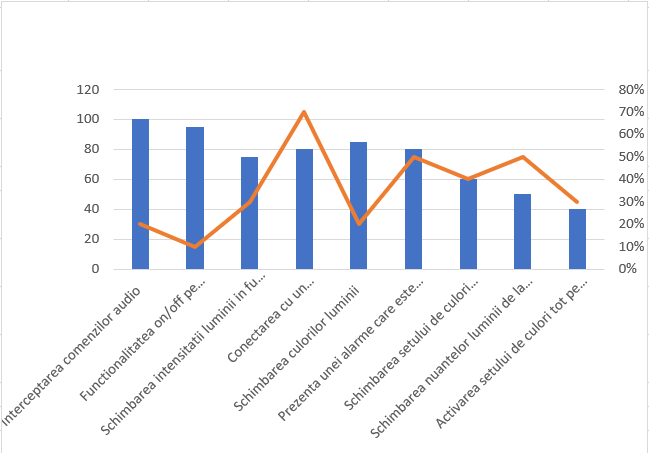 120
100
80
60
40
20
0
80%
70%
60%
50%
40%
30%
20%
10%
0%
Interceptarea comenzilor audio
Functionalitatea on/off pe...
Schimbarea intensitatii luminii in fu...
Conectarea cu un...
Schimbarea culorilor luminii
Prezenta unei alarme care este...
Schimbarea setului de culori...
Schimbarea nuantelor luminii de la...
Activarea setului de culori tot pe...